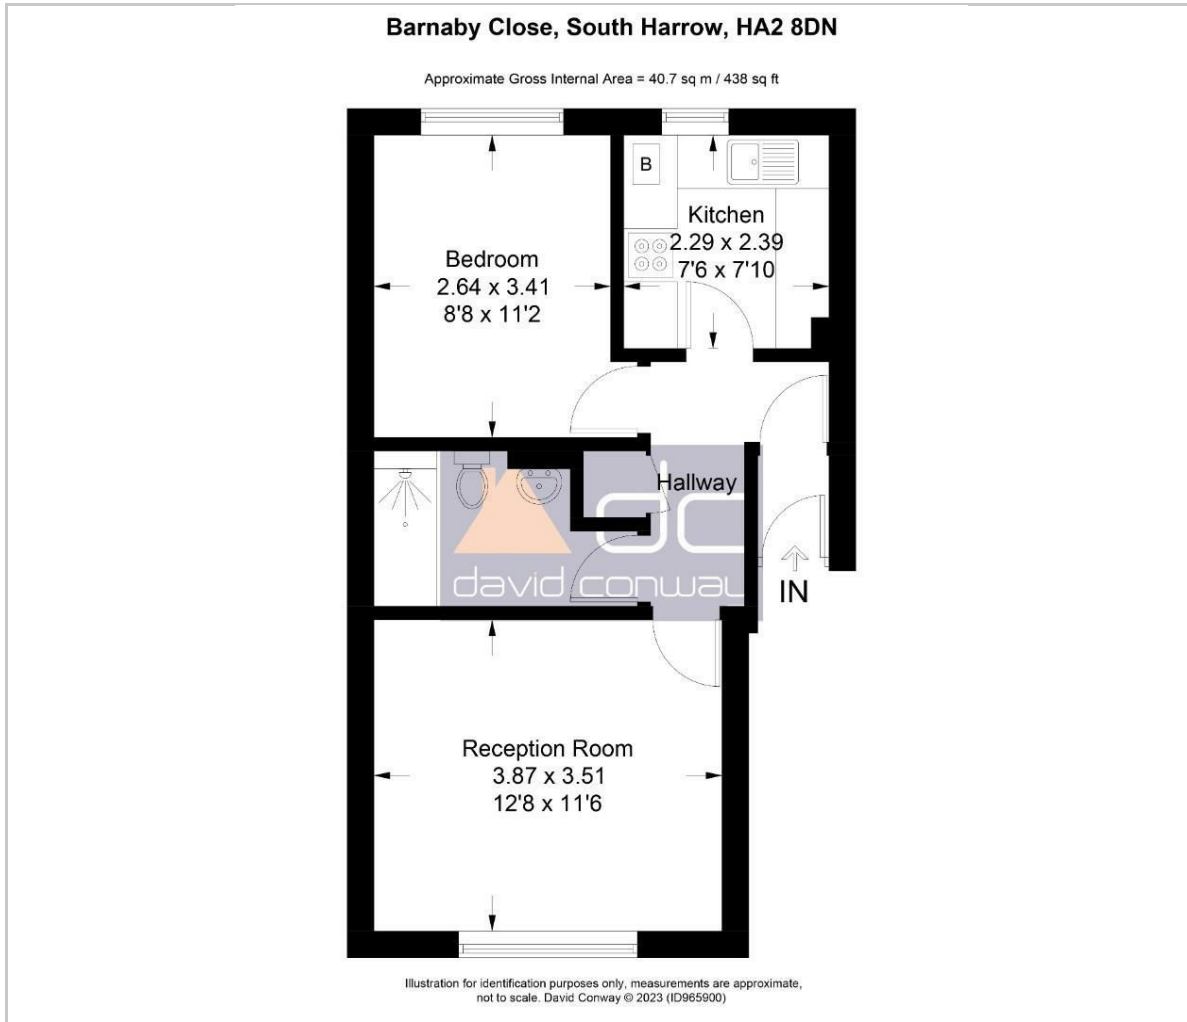 Barnaby Close, South Harrow, HA2 8DN
Approximate Gross Internal Area = 40.7 sq m / 438 sq ft
B
Kitchen
2.29 x 2.39
7'6 x 7'10
Bedroom
2.64 x 3.41
8'8 x 11'2
Hallway
dc
david conway
IN
Reception Room
3.87 x 3.51
12'8 x 11'6
Illustration for identification purposes only, measurements are approximate,
not to scale. David Conway © 2023 (ID965900)